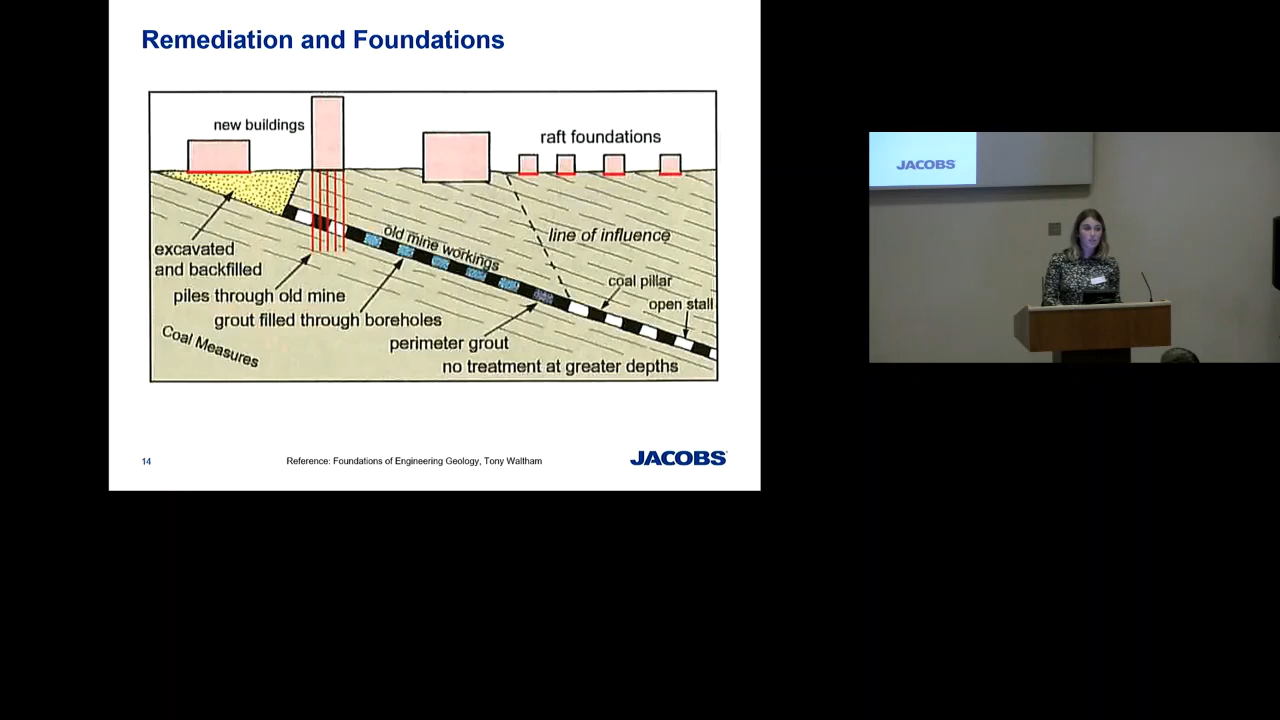 Remediation and Foundations
new buildings
raft foundations
old mine workings
line of influence
excavated
and backfilled
coal pillar
piles through old mine
open stall
grout filled through boreholes
Coal Measures
perimeter grout
no treatment at greater depths
14
Reference: Foundations of Engineering Geology, Tony Waltham
JACOBS
JACOBS